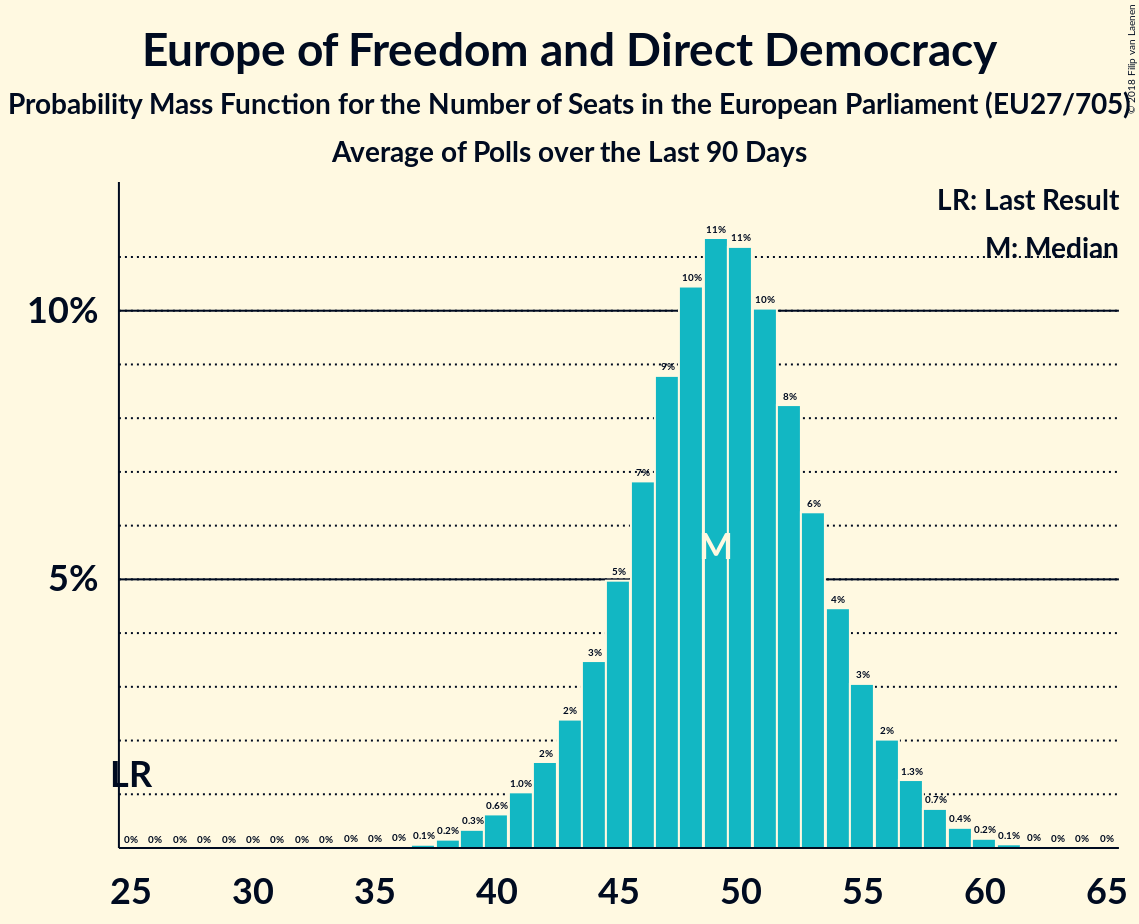 Europe of Freedom and Direct Democracy
Probability Mass Function for the Number of Seats in the European Parliament (EU27/705)
Average of Polls over the Last 90 Days
© 2018 Filip van Laenen
LR: Last Result
M: Median
10%
5%
LR
M
0% 0% 0% 0% 0% 0% 0% 0% 0% 0% 0% 0% 0.1% 0.2% 0.3% 0.6% 1.0% 2% 2% 3% 5% 7% 9% 10% 11% 11% 10% 8% 6% 4% 3% 2% 1.3% 0.7% 0.4% 0.2% 0.1% 0% 0% 0% 0%
25 30 35 40 45 50 55 60 65